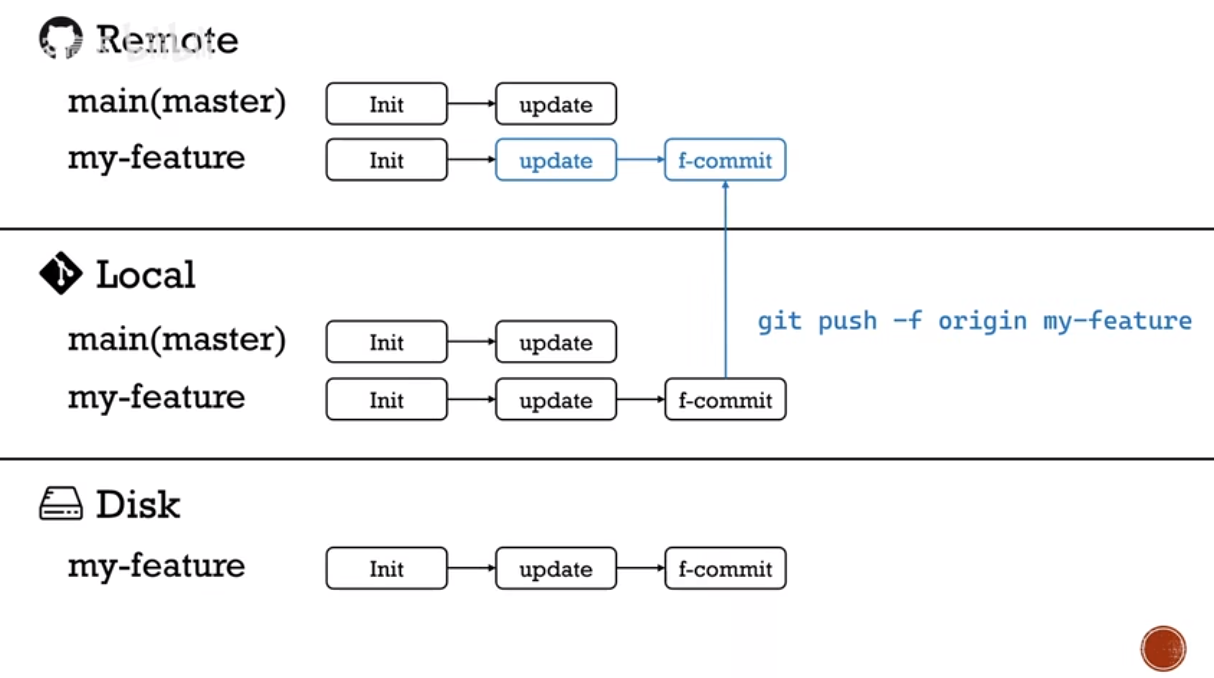 Remote
main(master) Init update
my-feature Init update f-commit
Local
git push -f origin my-feature
main(master) Init update
my-feature Init update f-commit
Disk
my-feature Init update f-commit